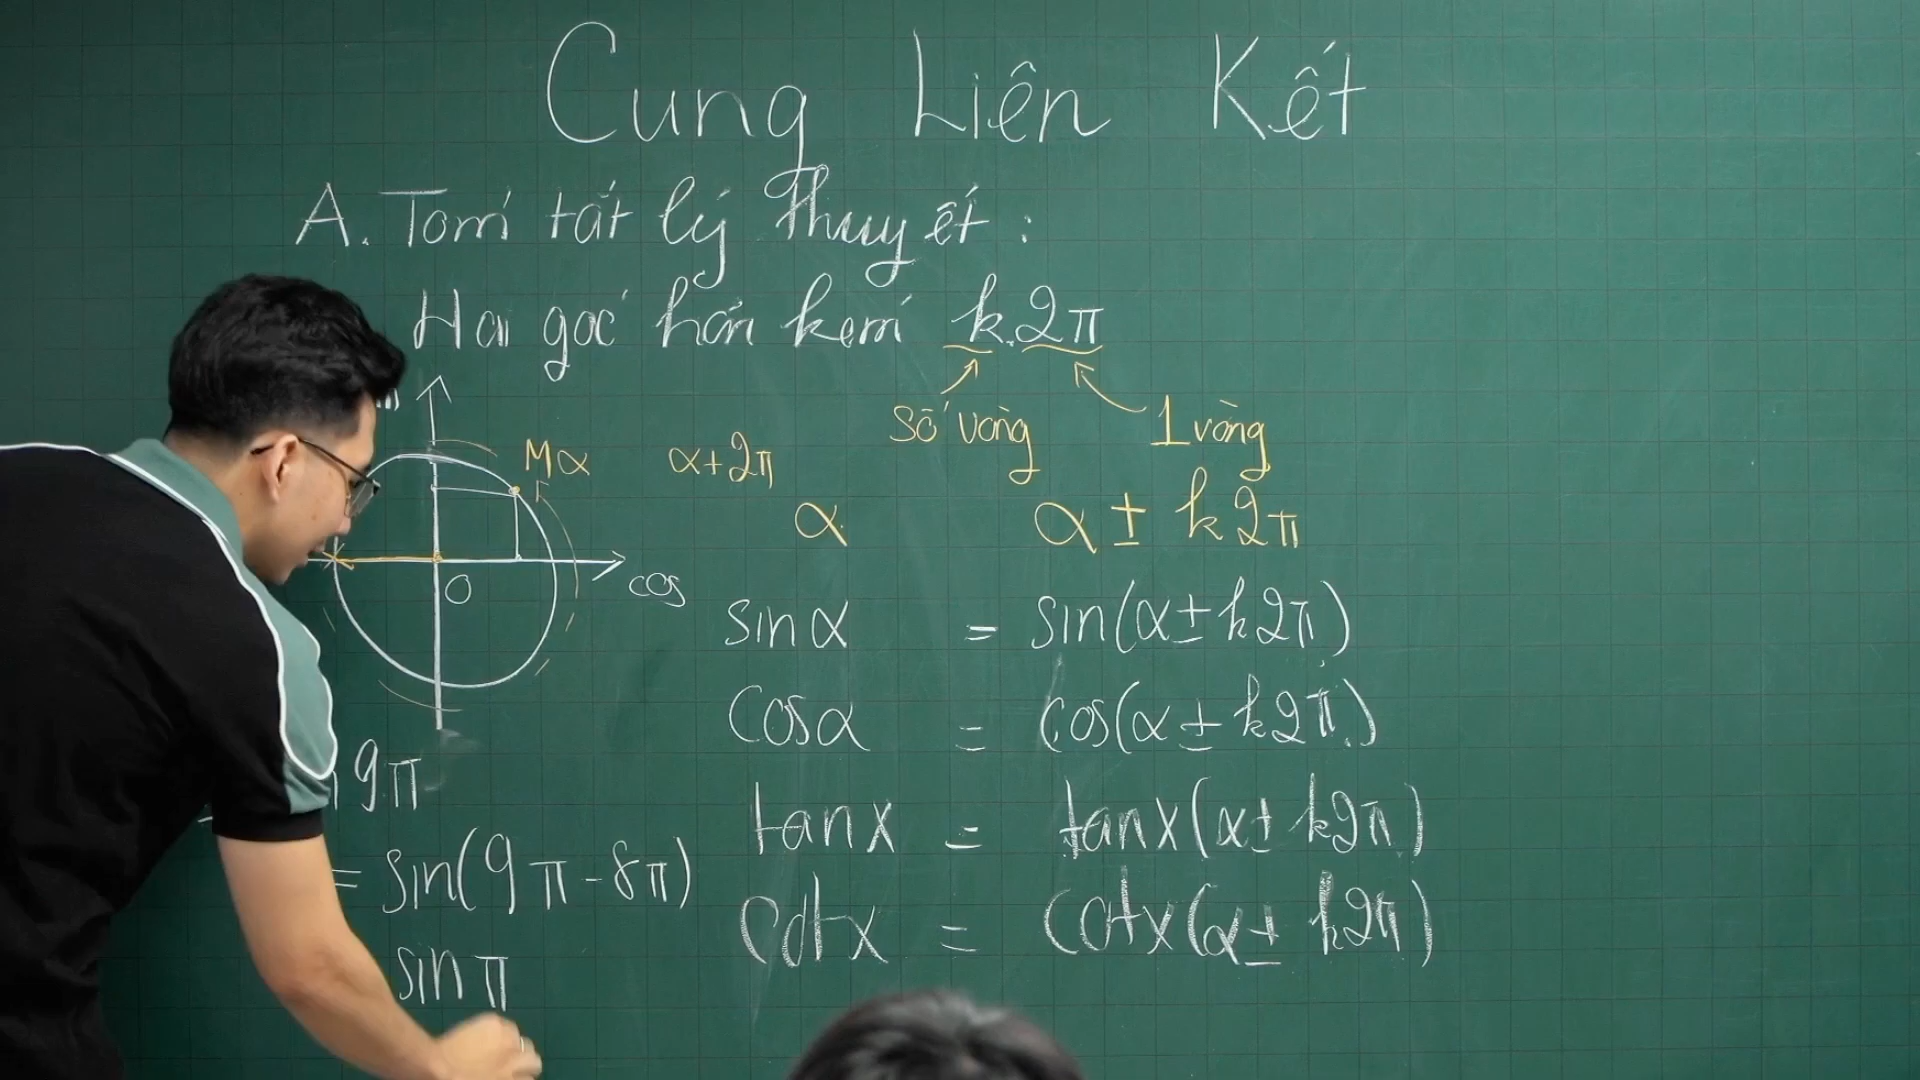 Cung Liên Kết
A. Tóm tắt lý thuyết :
Hai góc hơn kém k.2π
Số vòng
1 vòng
Mα
α+2π
α
α ± k2π
O
cos
sinα = sin(α±k2π)
cosα = cos(α±k2π)
tanx = tanx(α± k2π)
cotx = cotx(α± k2π)
9π
= sin(9π-8π)
sin π